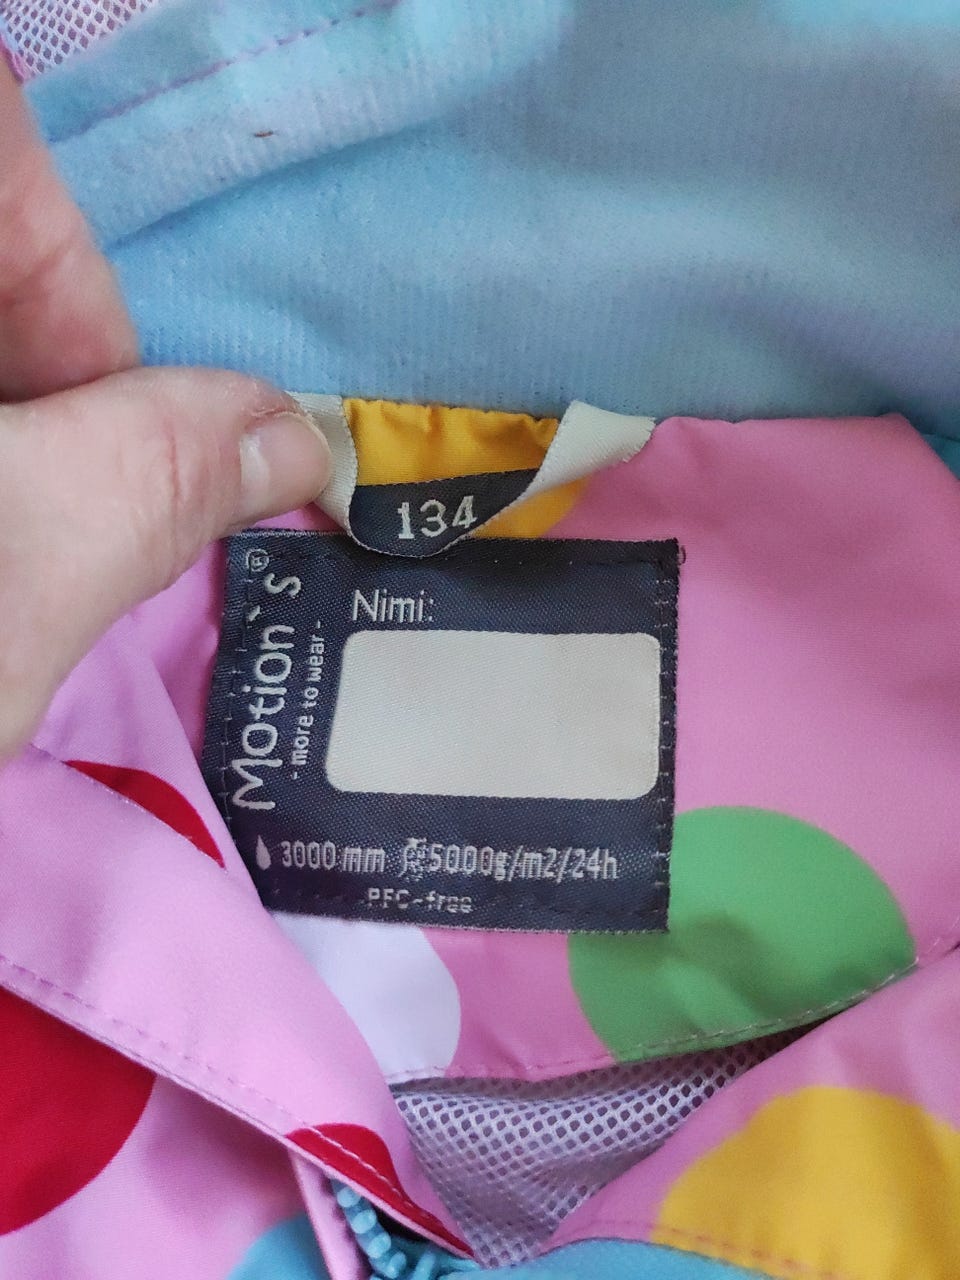 134
Nimi:
Motion`s®
- more to wear -
3000 mm 5000g/m2/24h
PFC-free